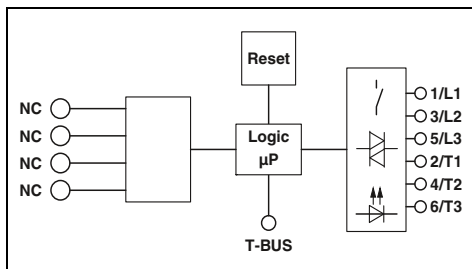 Reset
NC
NC
NC
NC
Logic
µP
T-BUS
1/L1
3/L2
5/L3
2/T1
4/T2
6/T3